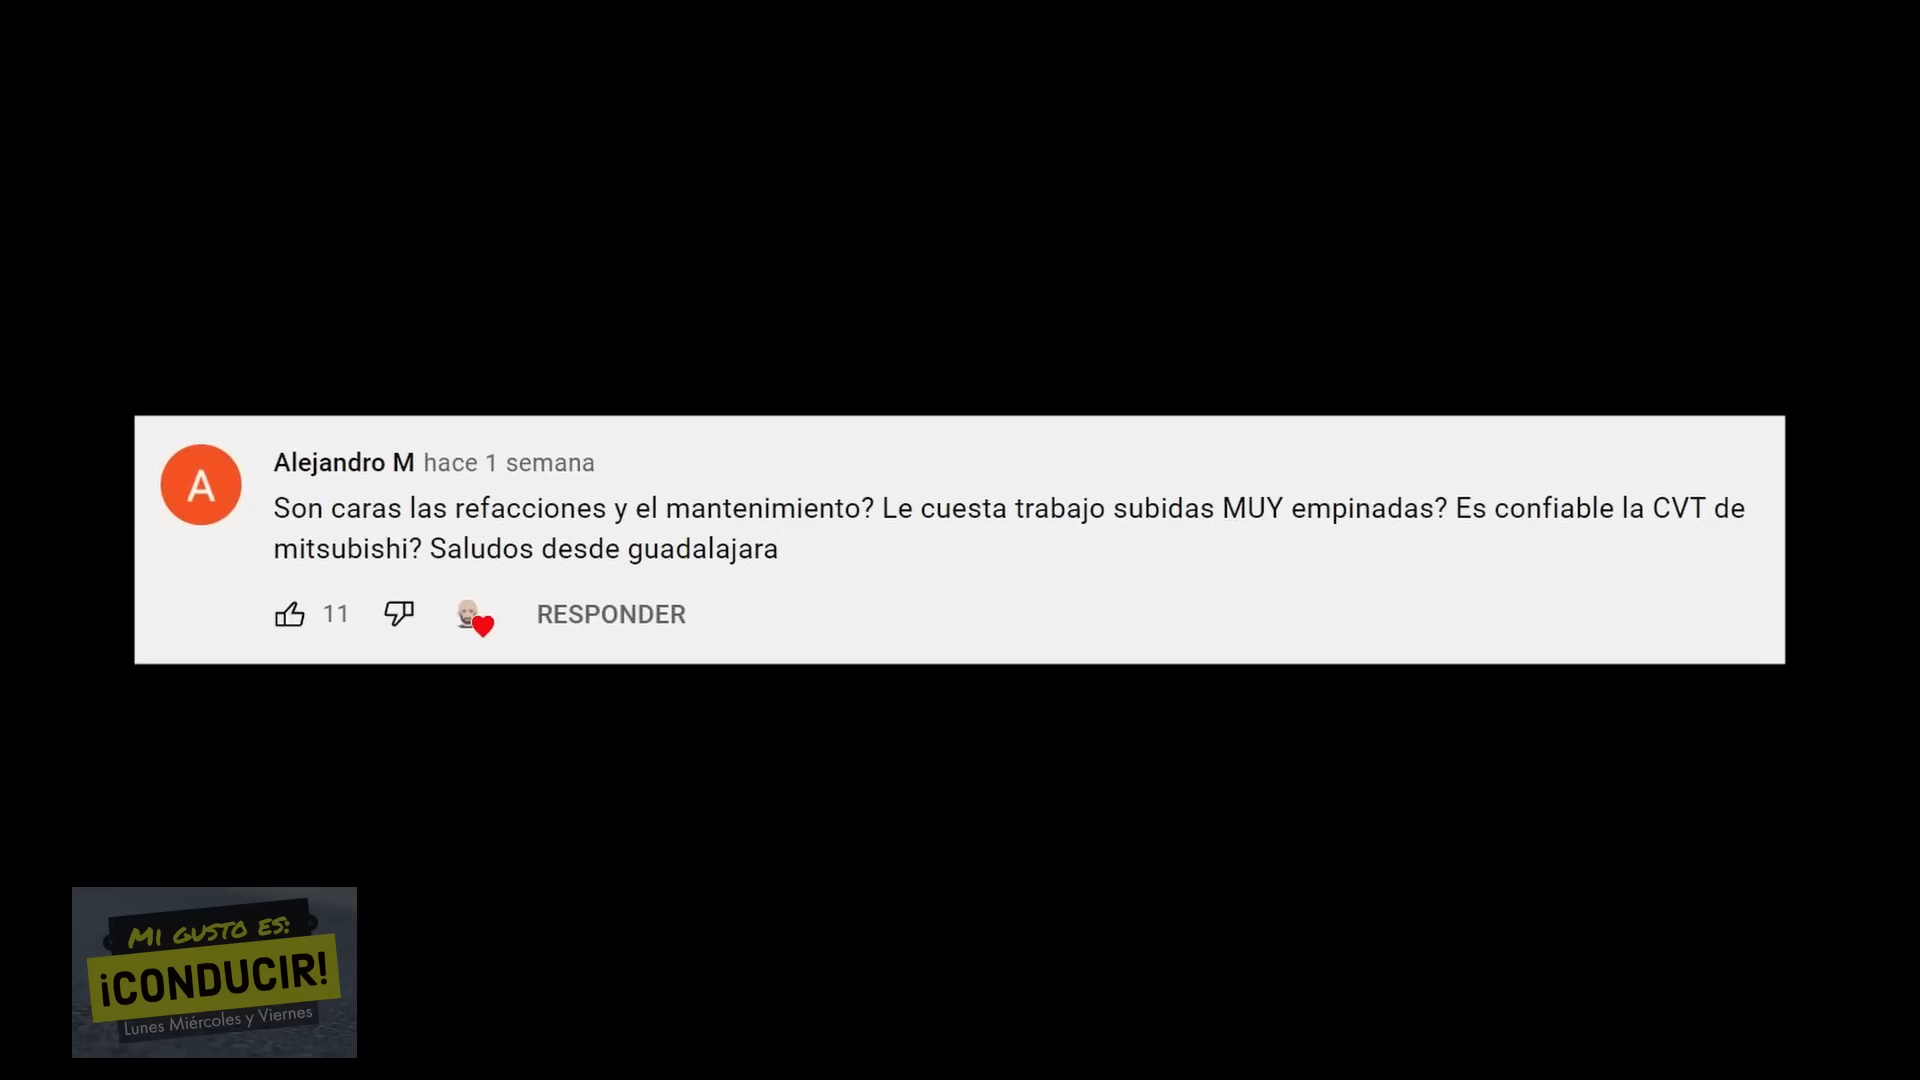 A
Alejandro M hace 1 semana
Son caras las refacciones y el mantenimiento? Le cuesta trabajo subidas MUY empinadas? Es confiable la CVT de
mitsubishi? Saludos desde guadalajara
11 RESPONDER
MI GUSTO ES:
¡CONDUCIR!
Lunes Miércoles y Viernes